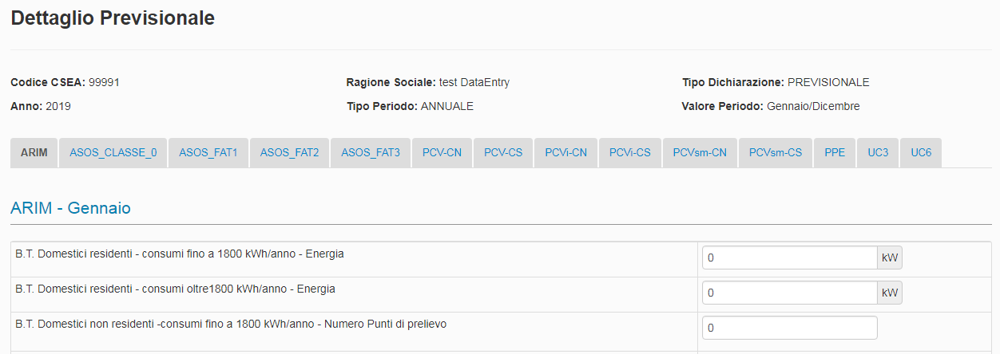 Dettaglio Previsionale
Codice CSEA: 99991 Ragione Sociale: test DataEntry Tipo Dichiarazione: PREVISIONALE
Anno: 2019 Tipo Periodo: ANNUALE Valore Periodo: Gennaio/Dicembre
ARIM ASOS_CLASSE_0 ASOS_FAT1 ASOS_FAT2 ASOS_FAT3 PCV-CN PCV-CS PCVi-CN PCVi-CS PCVsm-CN PCVsm-CS PPE UC3 UC6
ARIM - Gennaio
B.T. Domestici residenti - consumi fino a 1800 kWh/anno - Energia 0 kW
B.T. Domestici residenti - consumi oltre1800 kWh/anno - Energia 0 kW
B.T. Domestici non residenti -consumi fino a 1800 kWh/anno - Numero Punti di prelievo 0